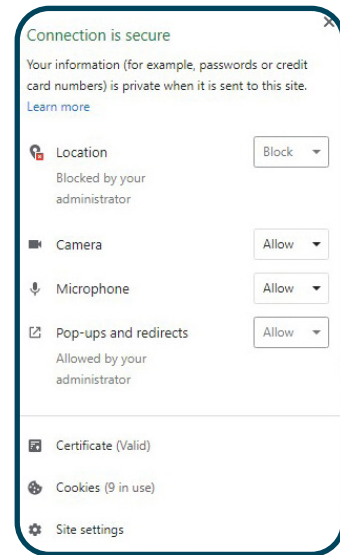 Connection is secure
Your information (for example, passwords or credit
card numbers) is private when it is sent to this site.
Learn more
Location
Block
Blocked by your
administrator
Camera
Allow
Microphone
Allow
Pop-ups and redirects
Allow
Allowed by your
administrator
Certificate (Valid)
Cookies (9 in use)
Site settings